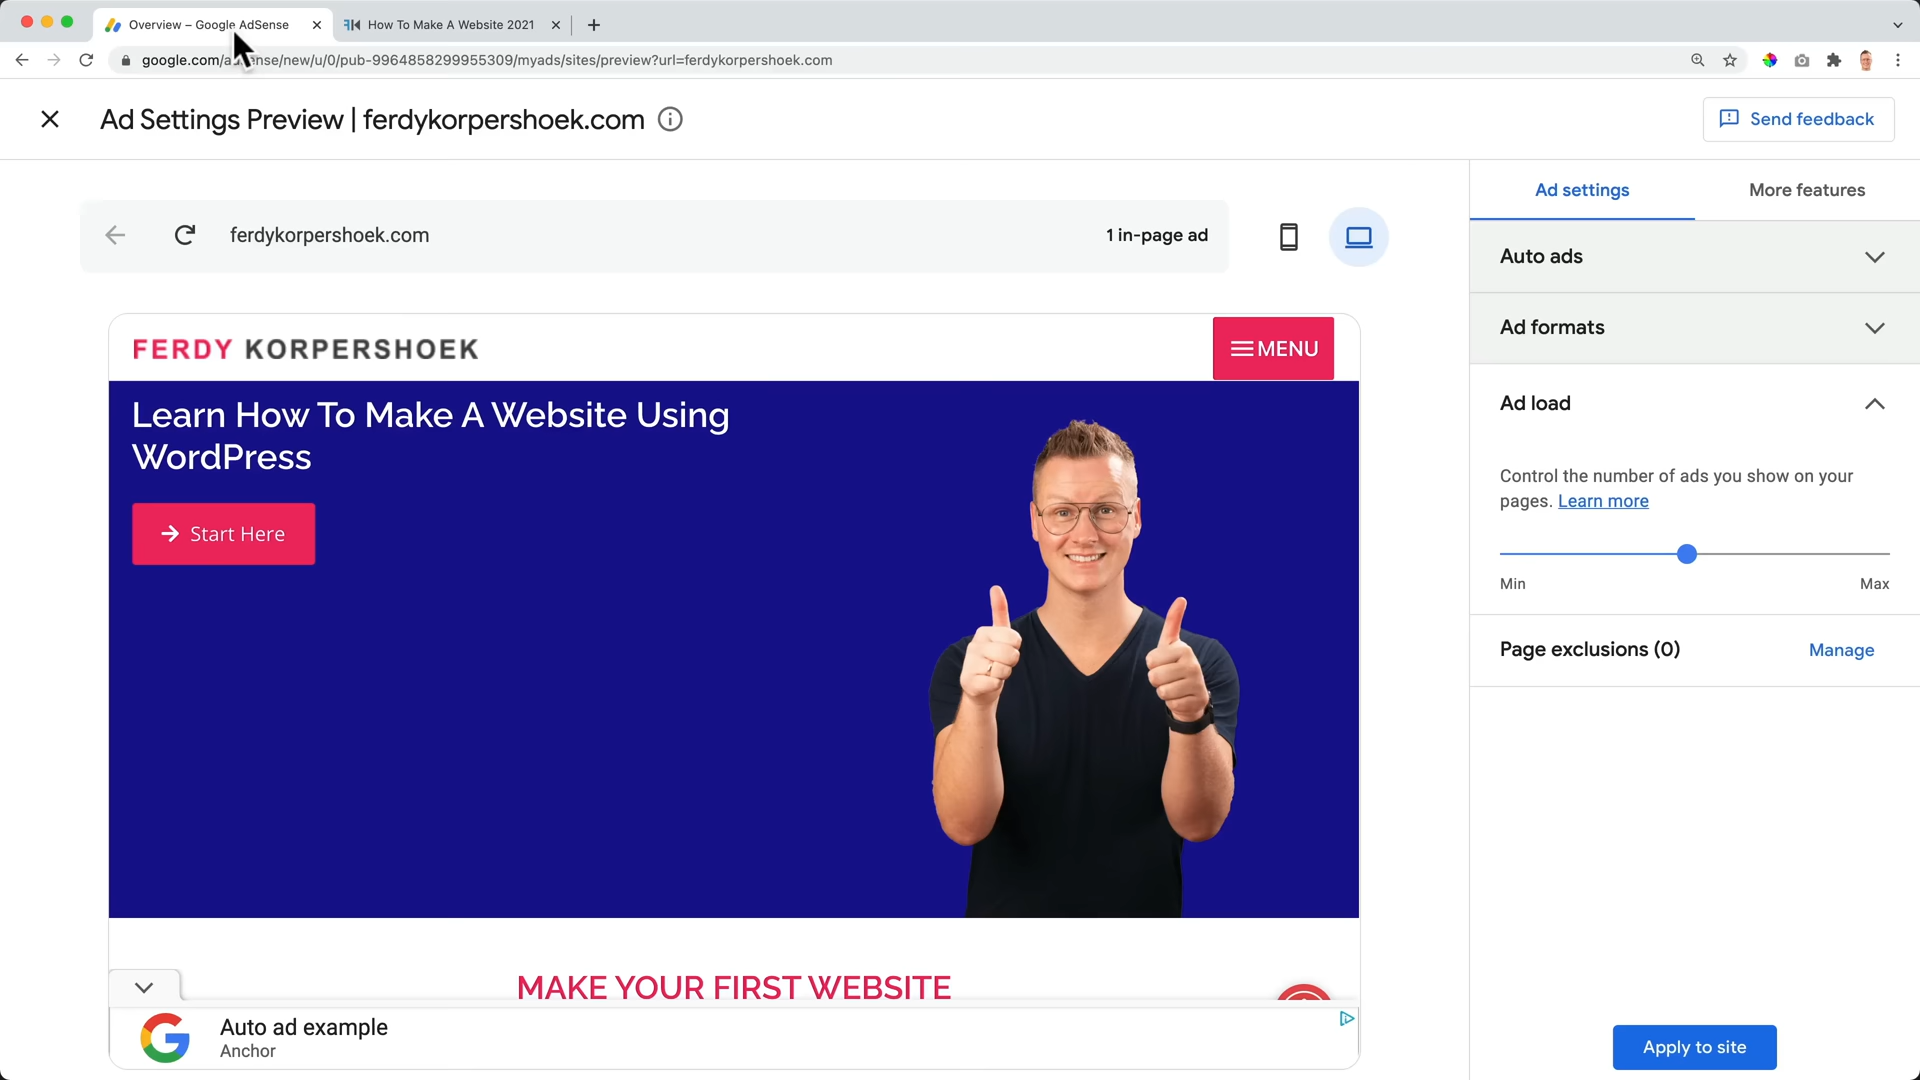 Overview – Google AdSense
How To Make A Website 2021
google.com/adsense/new/u/0/pub-9964858299955309/myads/sites/preview?url=ferdykorpershoek.com
Ad Settings Preview | ferdykorpershoek.com
Send feedback
Ad settings
More features
ferdykorpershoek.com
1 in-page ad
Auto ads
Ad formats
Ad load
Control the number of ads you show on your
pages. Learn more
Min
Max
Page exclusions (0)
Manage
FERDY KORPERSHOEK
MENU
Learn How To Make A Website Using
WordPress
Start Here
MAKE YOUR FIRST WEBSITE
Auto ad example
Anchor
Apply to site